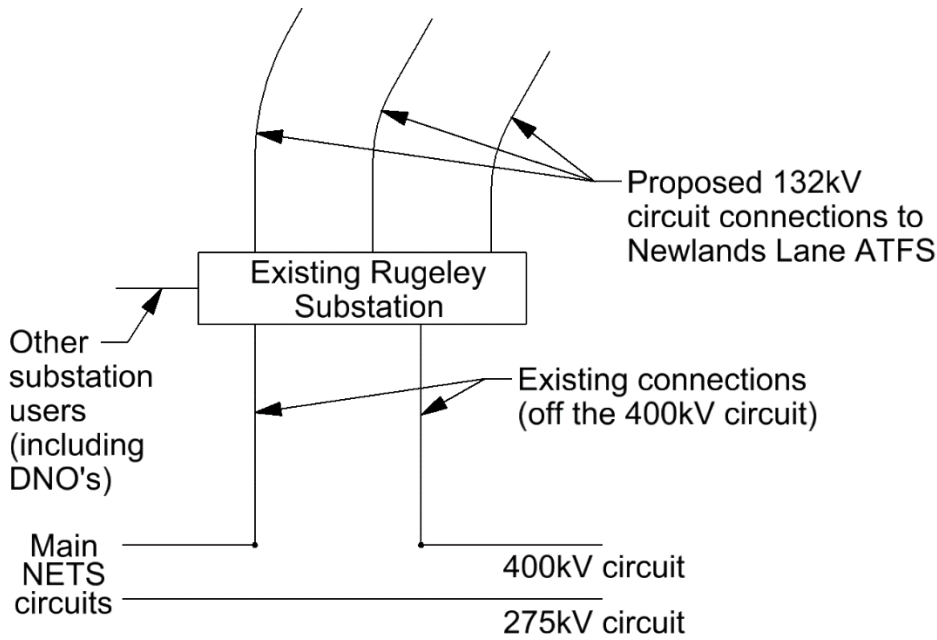 Proposed 132kV
circuit connections to
Newlands Lane ATFS
Existing Rugeley
Substation
Other
substation
users
(including
DNO's)
Existing connections
(off the 400kV circuit)
Main
NETS
circuits
400kV circuit
275kV circuit